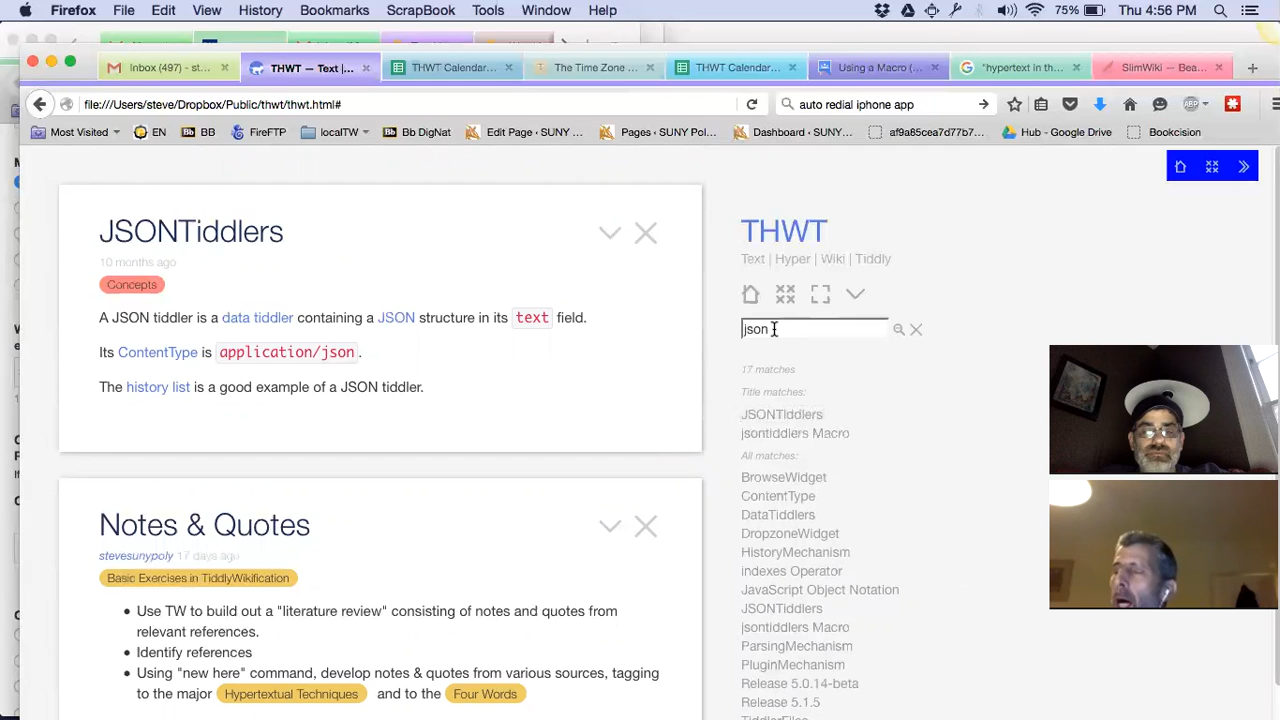 Firefox File Edit View History Bookmarks ScrapBook Tools Window Help 75% Thu 4:56 PM
Inbox (497) - st... THWT — Text |... THWT Calendar... The Time Zone ... THWT Calendar... Using a Macro (... "hypertext in th... SlimWiki — Bea...
file:///Users/steve/Dropbox/Public/thwt/thwt.html# auto redial iphone app ABP
Most Visited EN Bb BB FireFTP localTW Bb Bb DigNat Edit Page - SUNY ... Pages - SUNY Pol... Dashboard - SUNY... af9a85cea7d77b7... Hub - Google Drive Bookcision
JSONTiddlers
10 months ago
Concepts
A JSON tiddler is a data tiddler containing a JSON structure in its text field.
Its ContentType is application/json.
The history list is a good example of a JSON tiddler.
Notes & Quotes
stevesunypoly 17 days ago
Basic Exercises in TiddlyWikification
• Use TW to build out a "literature review" consisting of notes and quotes from
relevant references.
• Identify references
• Using "new here" command, develop notes & quotes from various sources, tagging
to the major Hypertextual Techniques and to the Four Words
THWT
Text | Hyper | Wiki | Tiddly
json
17 matches
Title matches:
JSONTiddlers
jsontiddlers Macro
All matches:
BrowseWidget
ContentType
DataTiddlers
DropzoneWidget
HistoryMechanism
indexes Operator
JavaScript Object Notation
JSONTiddlers
jsontiddlers Macro
ParsingMechanism
PluginMechanism
Release 5.0.14-beta
Release 5.1.5
TiddlerFiles